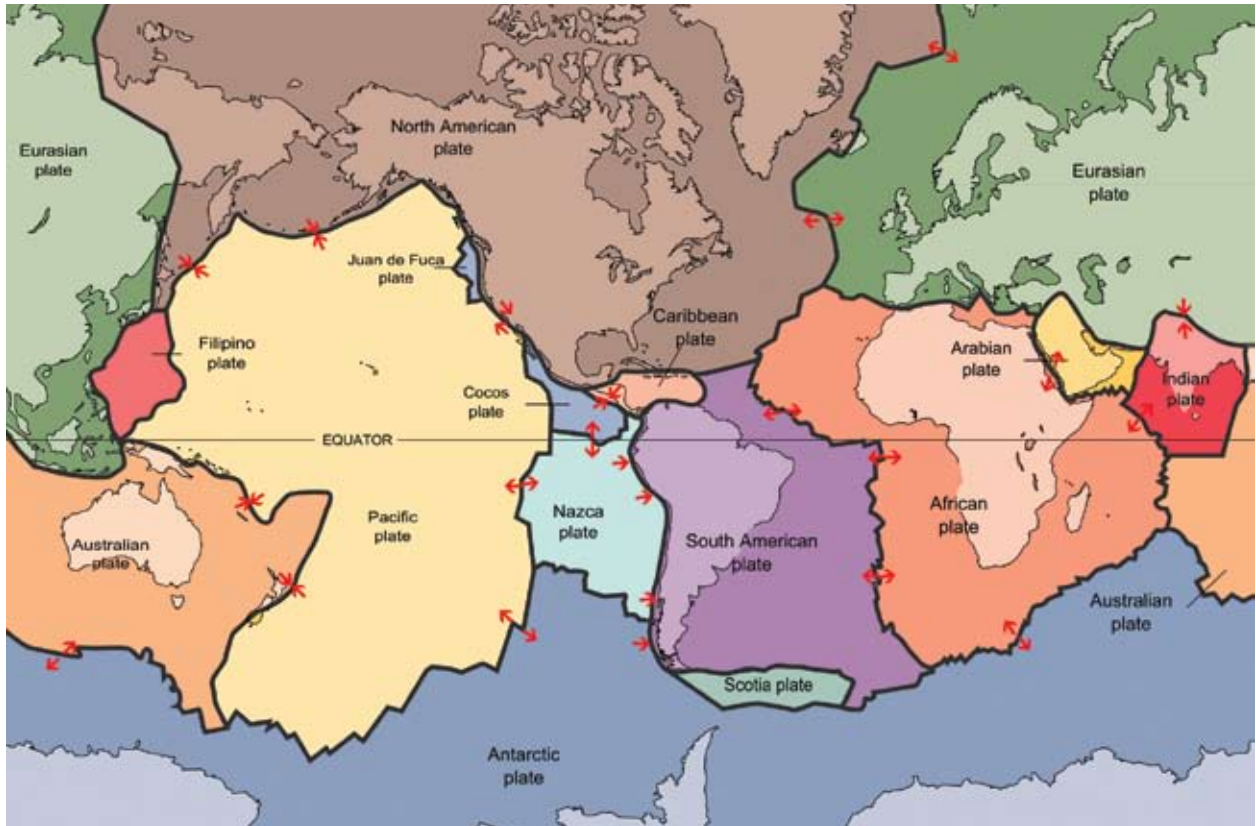 North American
plate
Eurasian
plate
Eurasian
plate
Juan de Fuca
plate
Caribbean
plate
Filipino
plate
Arabian
plate
Indian
plate
Cocos
plate
EQUATOR
Nazca
plate
Pacific
plate
African
plate
South American
plate
Australian
plate
Australian
plate
Scotia plate
Antarctic
plate